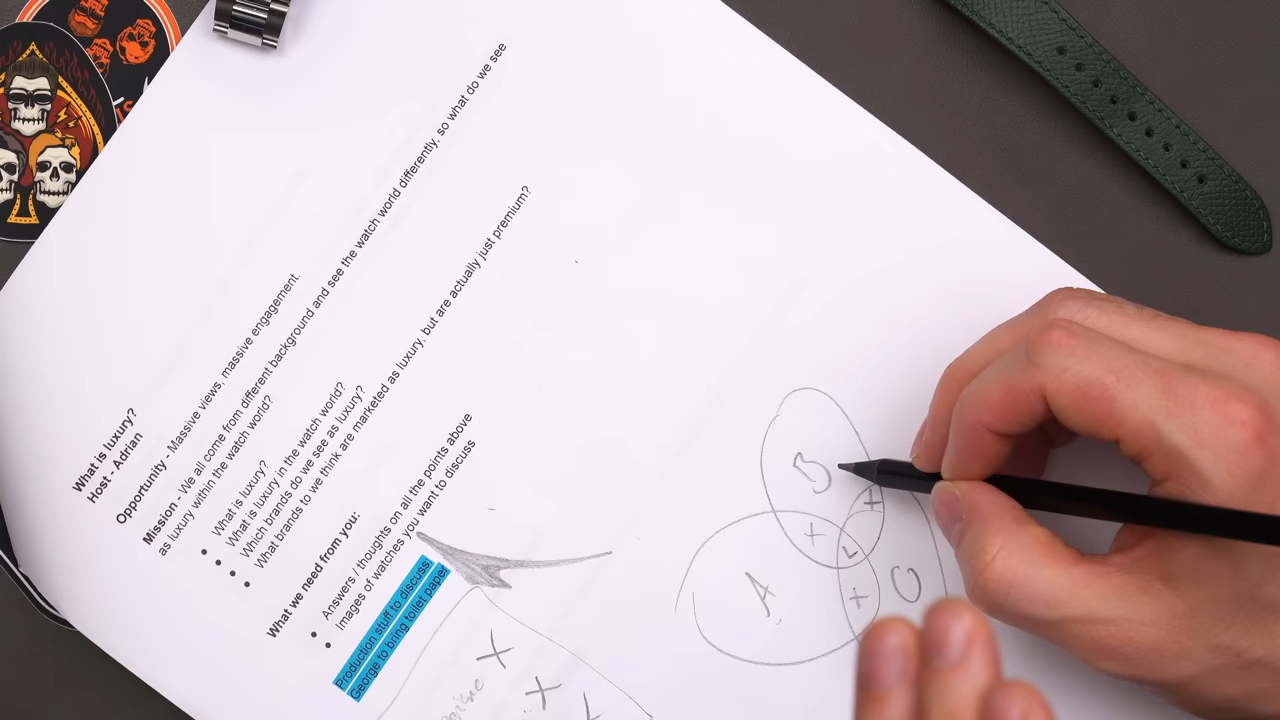 What is luxury?
Host - Adrian
Opportunity - Massive views, massive engagement.
Mission - We all come from different background and see the watch world differently, so what do we see
as luxury within the watch world?
What is luxury?
What is luxury in the watch world?
Which brands do we see as luxury?
What brands to we think are marketed as luxury, but are actually just premium?
What we need from you:
Answers / thoughts on all the points above
Images of watches you want to discuss
Production stuff to discuss
George to bring toilet paper
B
+
+
L
A
+
C
X
X